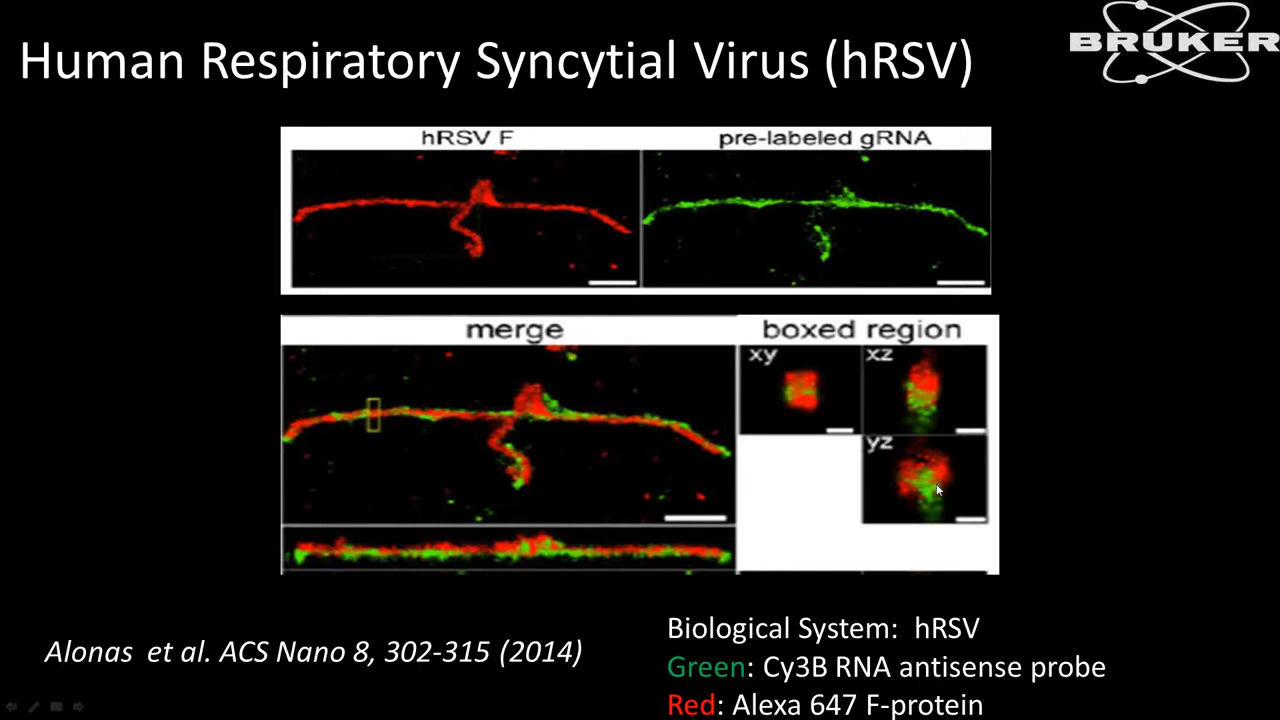 Human Respiratory Syncytial Virus (hRSV)
BRUKER
hRSV F
pre-labeled gRNA
merge
boxed region
xy
xz
yz
Alonas et al. ACS Nano 8, 302-315 (2014)
Biological System: hRSV
Green: Cy3B RNA antisense probe
Red: Alexa 647 F-protein